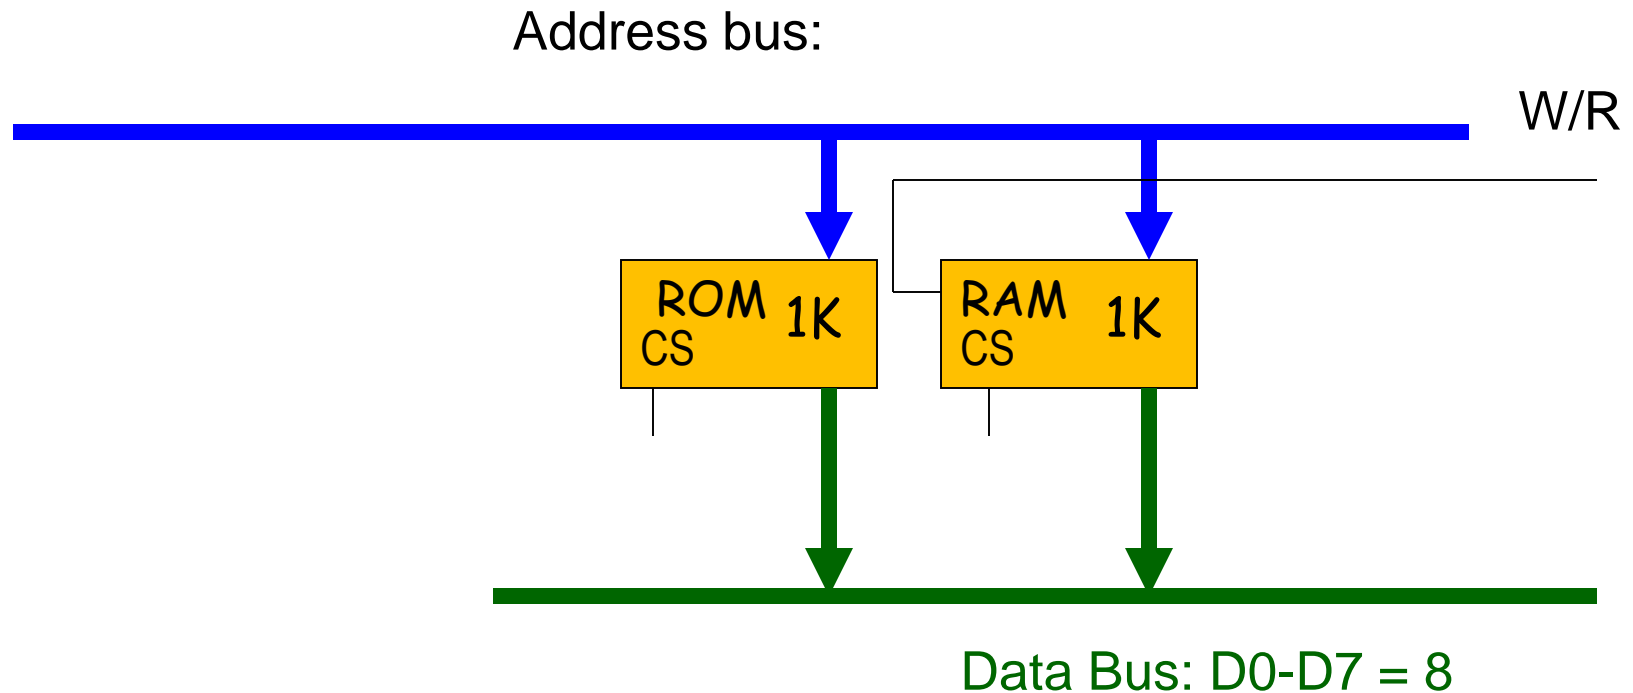 Address bus:
W/R
ROM 1K
CS
RAM 1K
CS
Data Bus: D0-D7 = 8